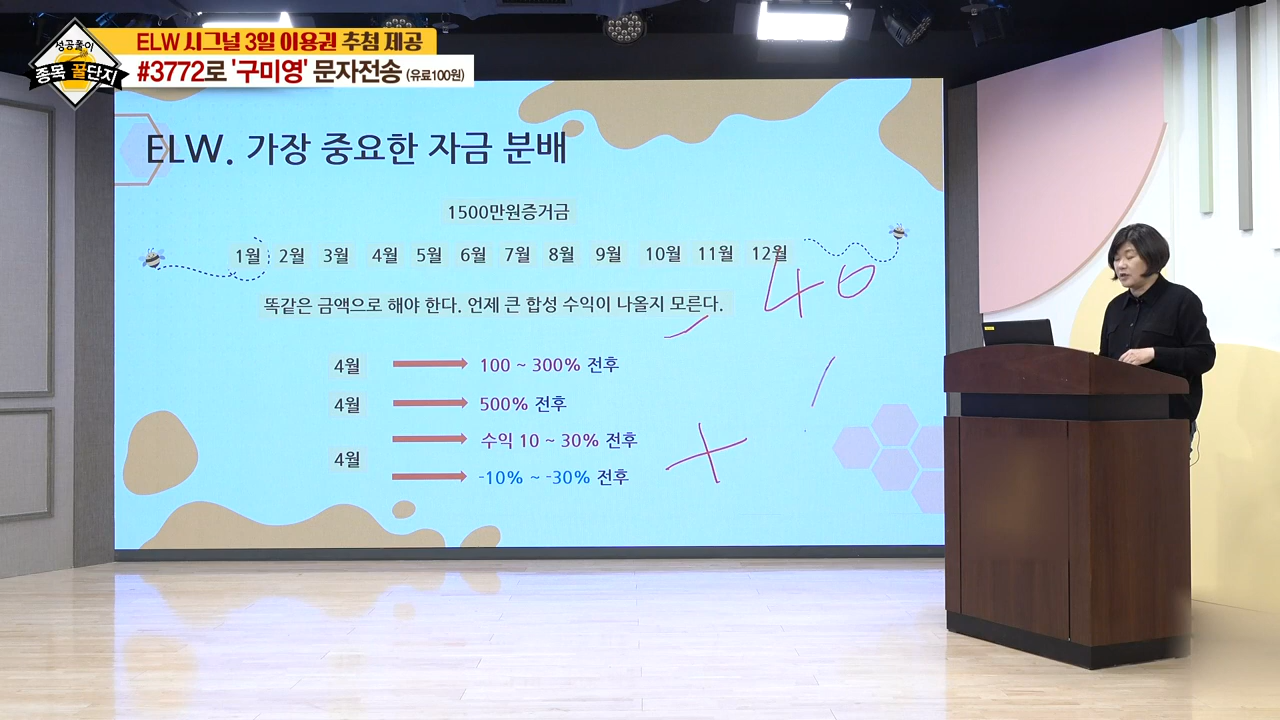 성공풀이
종목 꿀단지
ELW 시그널 3일 이용권 추첨 제공
#3772로 '구미영' 문자전송 (유료100원)
ELW. 가장 중요한 자금 분배
1500만원증거금
1월 2월 3월 4월 5월 6월 7월 8월 9월 10월 11월 12월
40
똑같은 금액으로 해야 한다. 언제 큰 합성 수익이 나올지 모른다.
4월 100 ~ 300% 전후
4월 500% 전후
수익 10 ~ 30% 전후
4월
-10% ~ -30% 전후